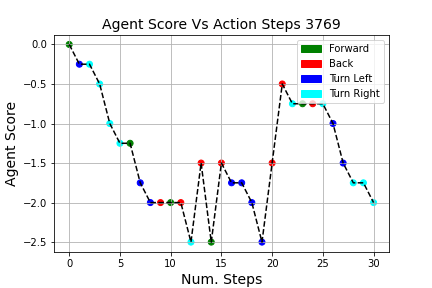 Agent Score Vs Action Steps 3769
Forward
Back
Turn Left
Turn Right
Agent Score
0.0
−0.5
−1.0
−1.5
−2.0
−2.5
0 5 10 15 20 25 30
Num. Steps